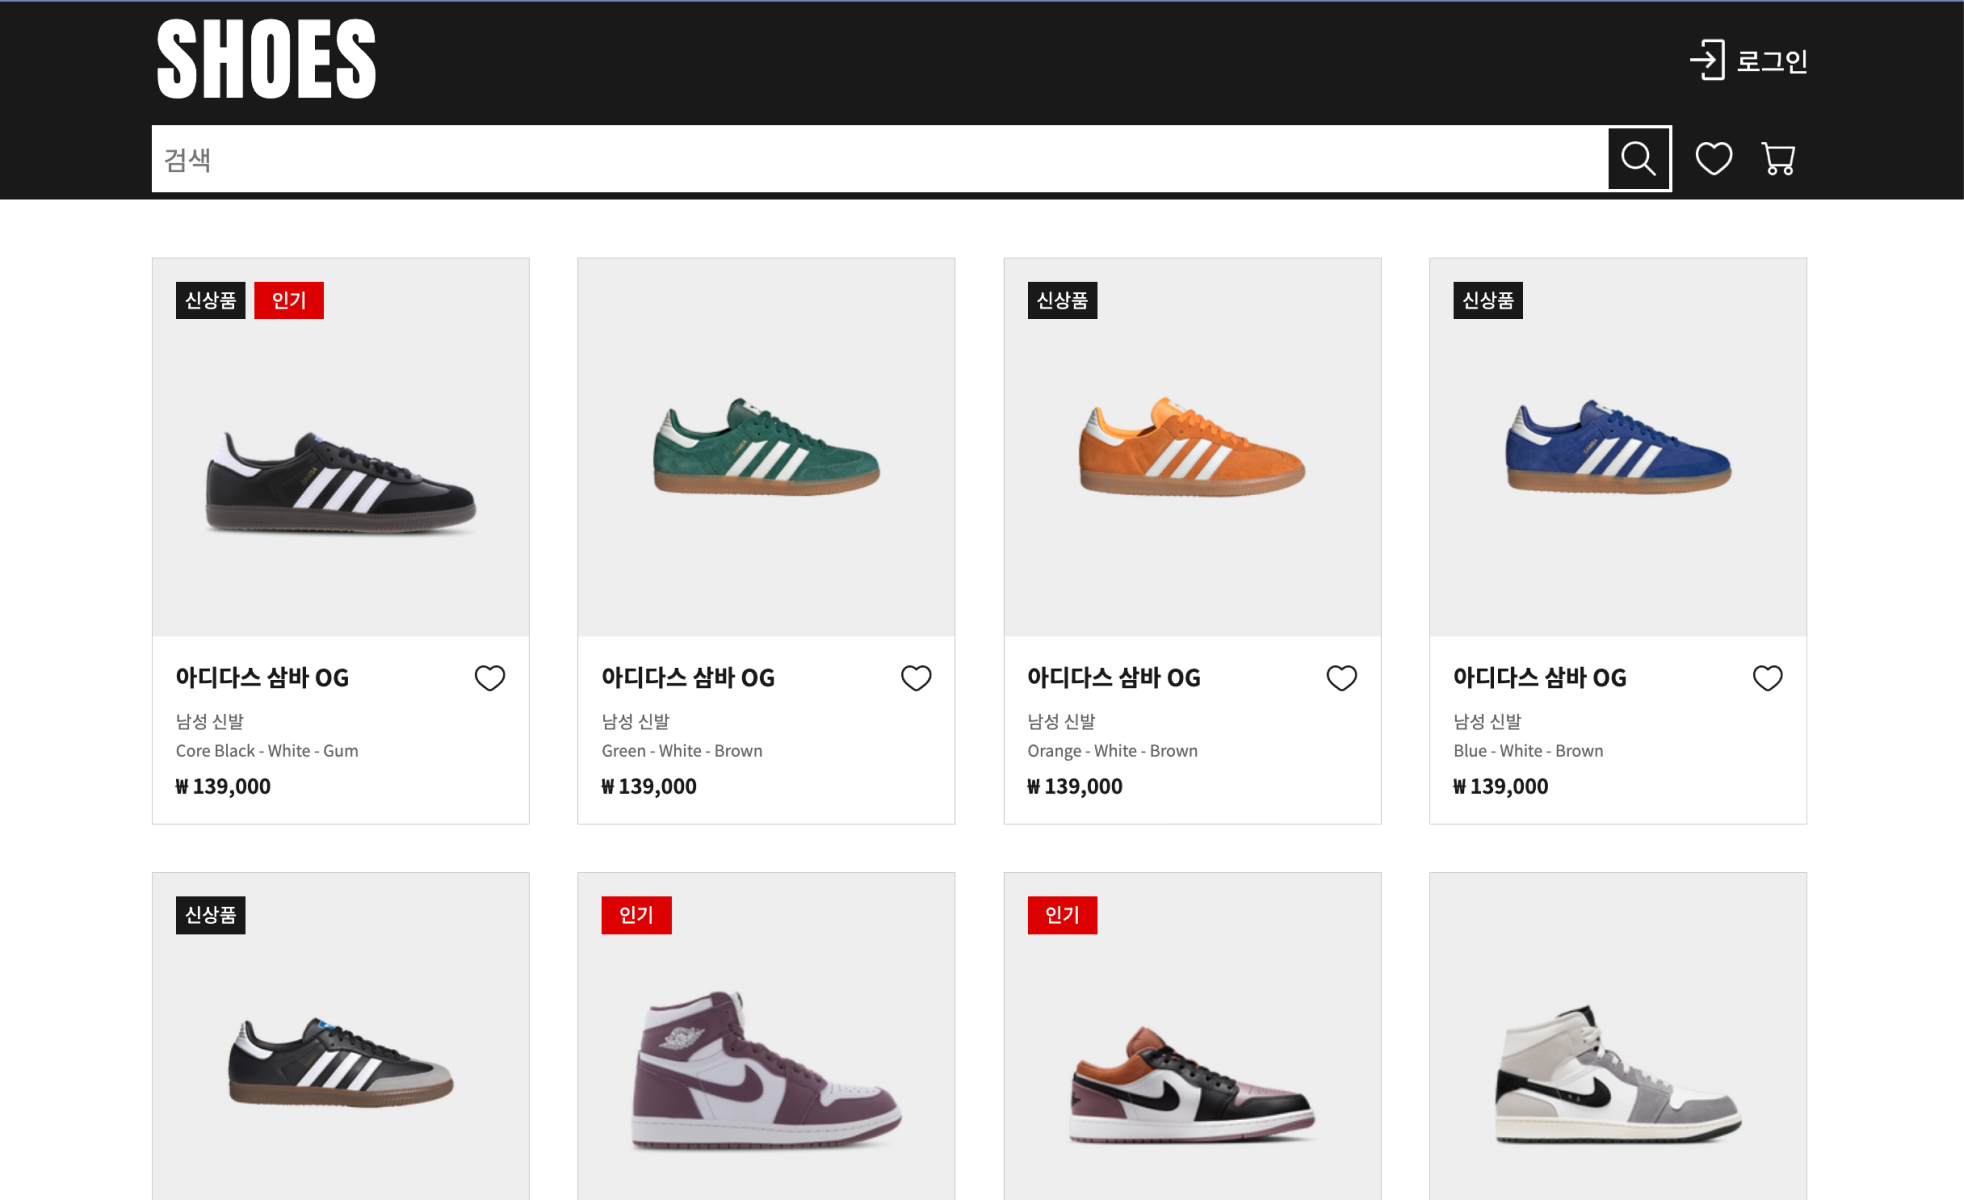 SHOES
로그인
검색
신상품 인기
신상품
신상품
아디다스 삼바 OG
남성 신발
Core Black - White - Gum
₩ 139,000
아디다스 삼바 OG
남성 신발
Green - White - Brown
₩ 139,000
아디다스 삼바 OG
남성 신발
Orange - White - Brown
₩ 139,000
아디다스 삼바 OG
남성 신발
Blue - White - Brown
₩ 139,000
신상품
인기
인기